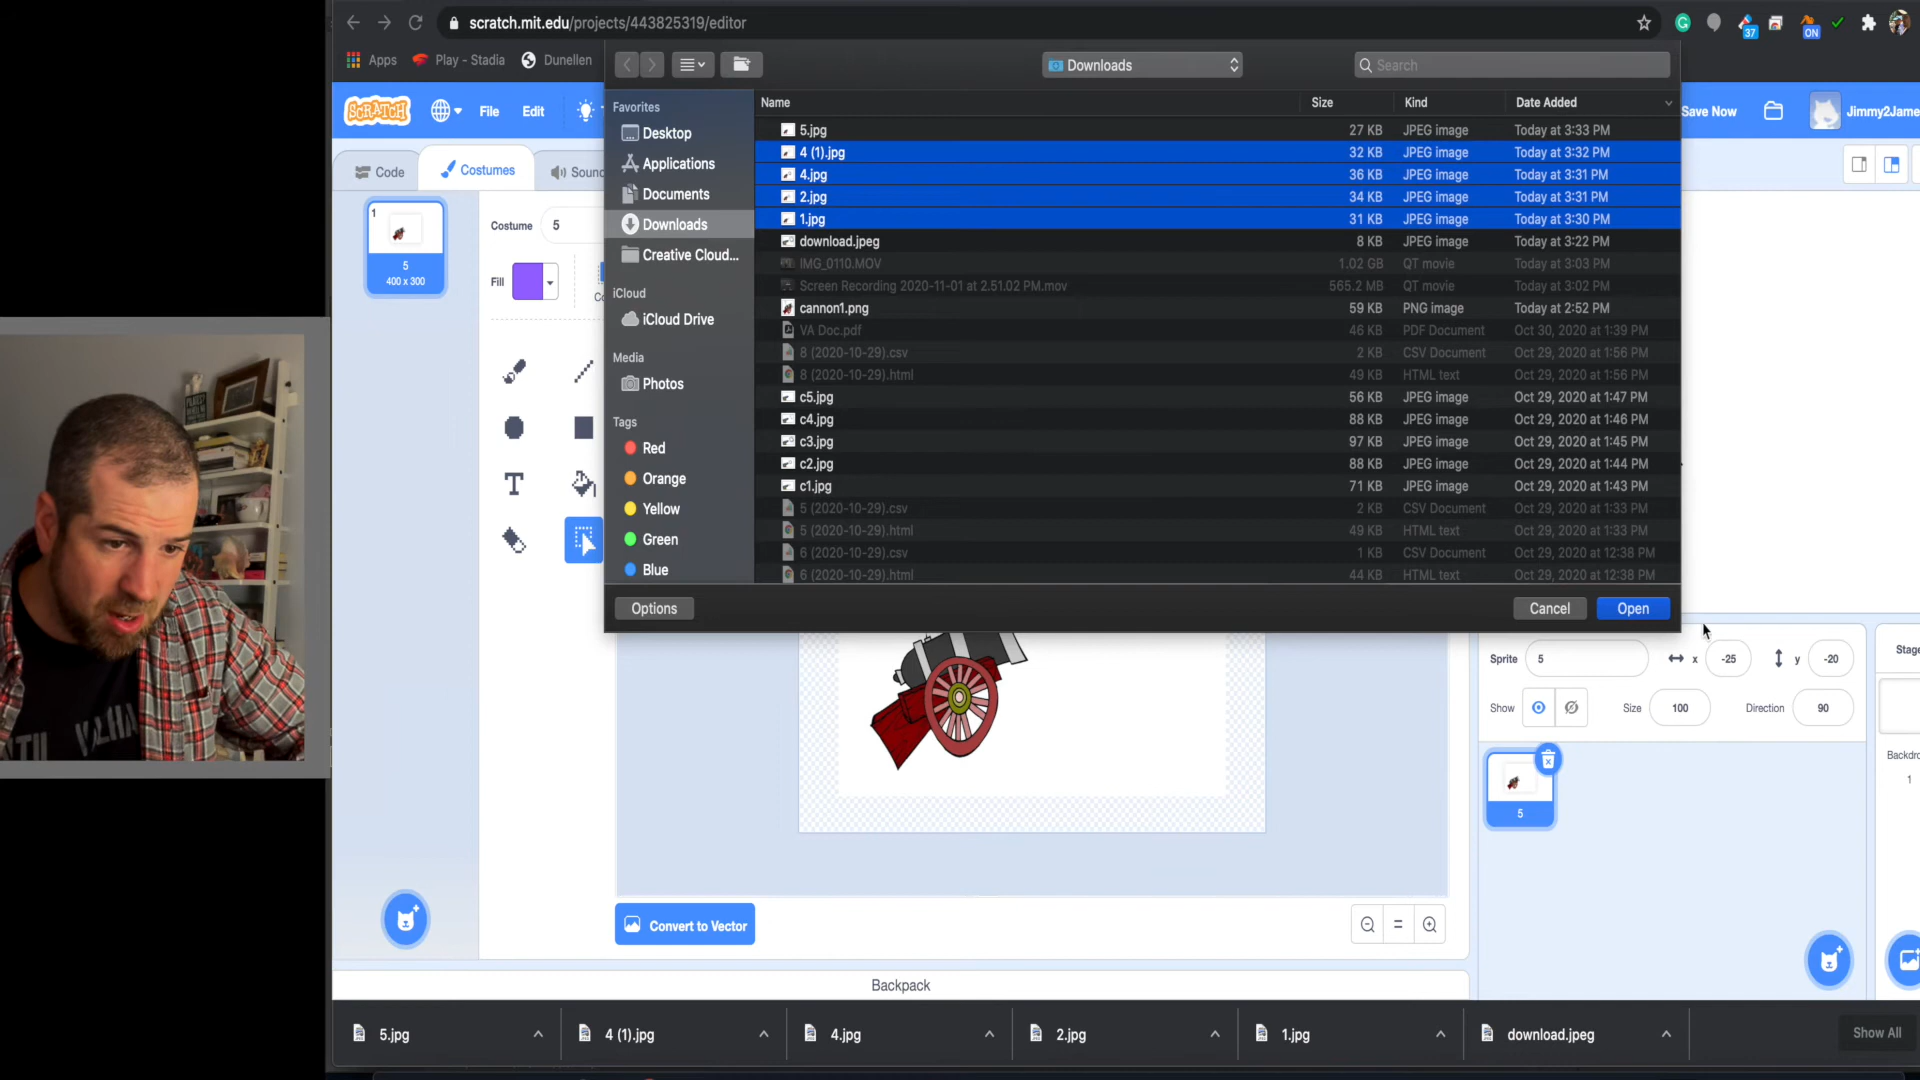 scratch.mit.edu/projects/443825319/editor
37
ON
Apps
Play - Stadia
Dunellen
Downloads
Search
SCRATCH
File
Edit
Save Now
Jimmy2Jame
Code
Costumes
Soun
1
5
400 x 300
Costume
5
Fill
Favorites
Desktop
Applications
Documents
Downloads
Creative Cloud...
iCloud
iCloud Drive
Media
Photos
Tags
Red
Orange
Yellow
Green
Blue
Name Size Kind Date Added
5.jpg 27 KB JPEG image Today at 3:33 PM
4 (1).jpg 32 KB JPEG image Today at 3:32 PM
4.jpg 36 KB JPEG image Today at 3:31 PM
2.jpg 34 KB JPEG image Today at 3:31 PM
1.jpg 31 KB JPEG image Today at 3:30 PM
download.jpeg 8 KB JPEG image Today at 3:22 PM
IMG_0110.MOV 1.02 GB QT movie Today at 3:03 PM
Screen Recording 2020-11-01 at 2.51.02 PM.mov 565.2 MB QT movie Today at 3:02 PM
cannon1.png 59 KB PNG image Today at 2:52 PM
VA Doc.pdf 46 KB PDF Document Oct 30, 2020 at 1:39 PM
8 (2020-10-29).csv 2 KB CSV Document Oct 29, 2020 at 1:56 PM
8 (2020-10-29).html 49 KB HTML text Oct 29, 2020 at 1:56 PM
c5.jpg 56 KB JPEG image Oct 29, 2020 at 1:47 PM
c4.jpg 88 KB JPEG image Oct 29, 2020 at 1:46 PM
c3.jpg 97 KB JPEG image Oct 29, 2020 at 1:45 PM
c2.jpg 88 KB JPEG image Oct 29, 2020 at 1:44 PM
c1.jpg 71 KB JPEG image Oct 29, 2020 at 1:43 PM
5 (2020-10-29).csv 2 KB CSV Document Oct 29, 2020 at 1:33 PM
5 (2020-10-29).html 49 KB HTML text Oct 29, 2020 at 1:33 PM
6 (2020-10-29).csv 1 KB CSV Document Oct 29, 2020 at 12:38 PM
6 (2020-10-29).html 44 KB HTML text Oct 29, 2020 at 12:38 PM
Options
Cancel
Open
Sprite 5 x -25 y -20
Show Size 100 Direction 90
5
Stage
Backdro
1
Convert to Vector
Backpack
5.jpg
4 (1).jpg
4.jpg
2.jpg
1.jpg
download.jpeg
Show All